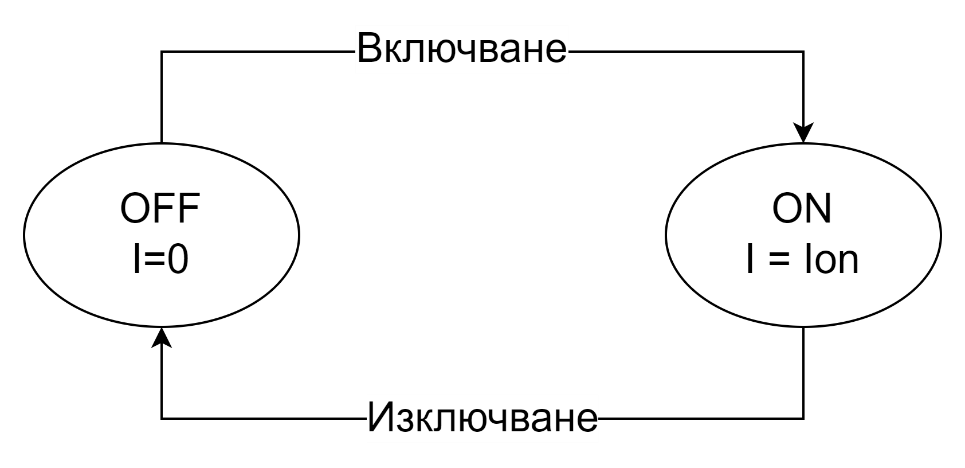 Включване
OFF
I=0
ON
I = Ion
Изключване